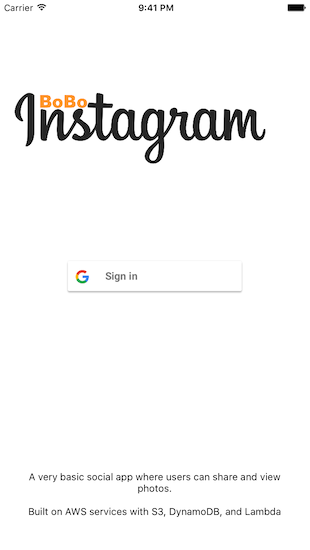 Carrier 9:41 PM
BoBo
Instagram
Sign in
A very basic social app where users can share and view
photos.
Built on AWS services with S3, DynamoDB, and Lambda